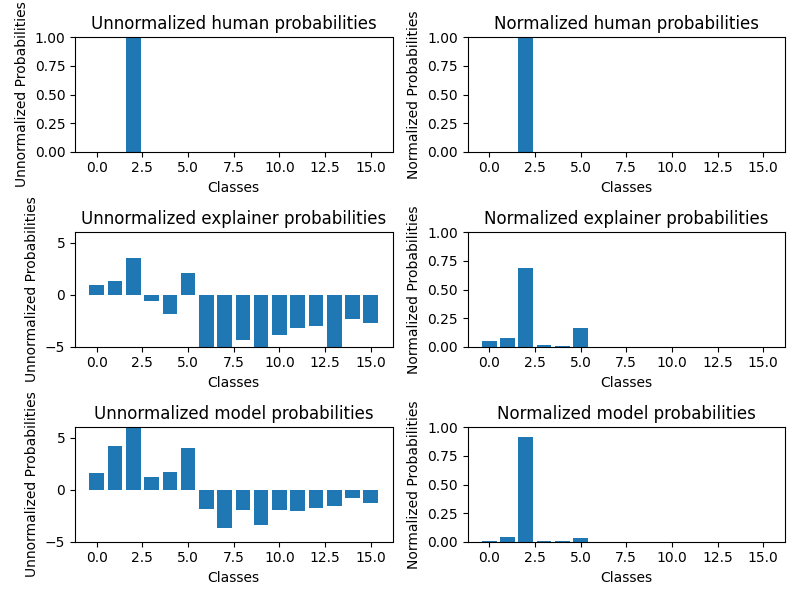 Unnormalized human probabilities
Unnormalized Probabilities
1.00
0.75
0.50
0.25
0.00
0.0 2.5 5.0 7.5 10.0 12.5 15.0
Classes
Normalized human probabilities
Normalized Probabilities
1.00
0.75
0.50
0.25
0.00
0.0 2.5 5.0 7.5 10.0 12.5 15.0
Classes
Unnormalized explainer probabilities
Unnormalized Probabilities
5
0
−5
0.0 2.5 5.0 7.5 10.0 12.5 15.0
Classes
Normalized explainer probabilities
Normalized Probabilities
1.00
0.75
0.50
0.25
0.00
0.0 2.5 5.0 7.5 10.0 12.5 15.0
Classes
Unnormalized model probabilities
Unnormalized Probabilities
5
0
−5
0.0 2.5 5.0 7.5 10.0 12.5 15.0
Classes
Normalized model probabilities
Normalized Probabilities
1.00
0.75
0.50
0.25
0.00
0.0 2.5 5.0 7.5 10.0 12.5 15.0
Classes